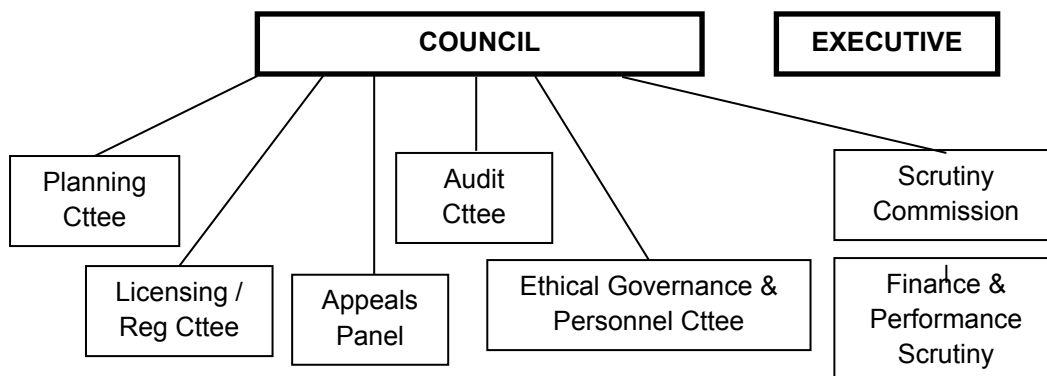 COUNCIL
EXECUTIVE
Planning
Cttee
Audit
Cttee
Scrutiny
Commission
Licensing /
Reg Cttee
Appeals
Panel
Ethical Governance &
Personnel Cttee
Finance &
Performance
Scrutiny